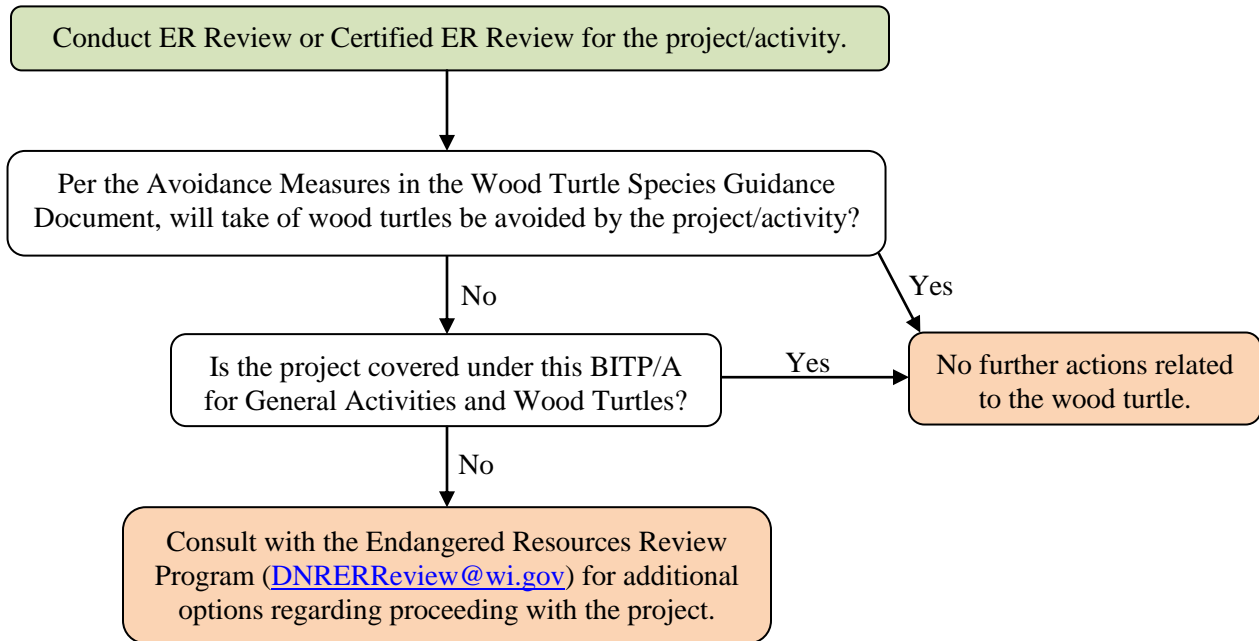 Conduct ER Review or Certified ER Review for the project/activity.
Per the Avoidance Measures in the Wood Turtle Species Guidance
Document, will take of wood turtles be avoided by the project/activity?
No
Yes
Is the project covered under this BITP/A
for General Activities and Wood Turtles?
Yes
No further actions related
to the wood turtle.
No
Consult with the Endangered Resources Review
Program (DNRERReview@wi.gov) for additional
options regarding proceeding with the project.